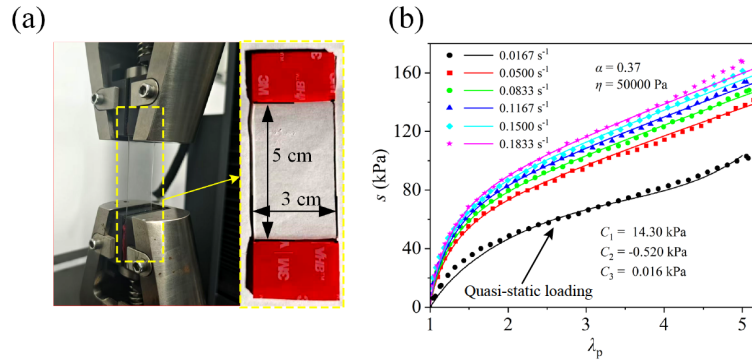 (a)
3M
5 cm
3 cm
3M
VHB
(b)
s (kPa)
160
120
80
40
0
0.0167 s⁻¹
0.0500 s⁻¹
0.0833 s⁻¹
0.1167 s⁻¹
0.1500 s⁻¹
0.1833 s⁻¹
α = 0.37
η = 50000 Pa
C₁ = 14.30 kPa
C₂ = -0.520 kPa
C₃ = 0.016 kPa
Quasi-static loading
1
2
3
4
5
λₚ